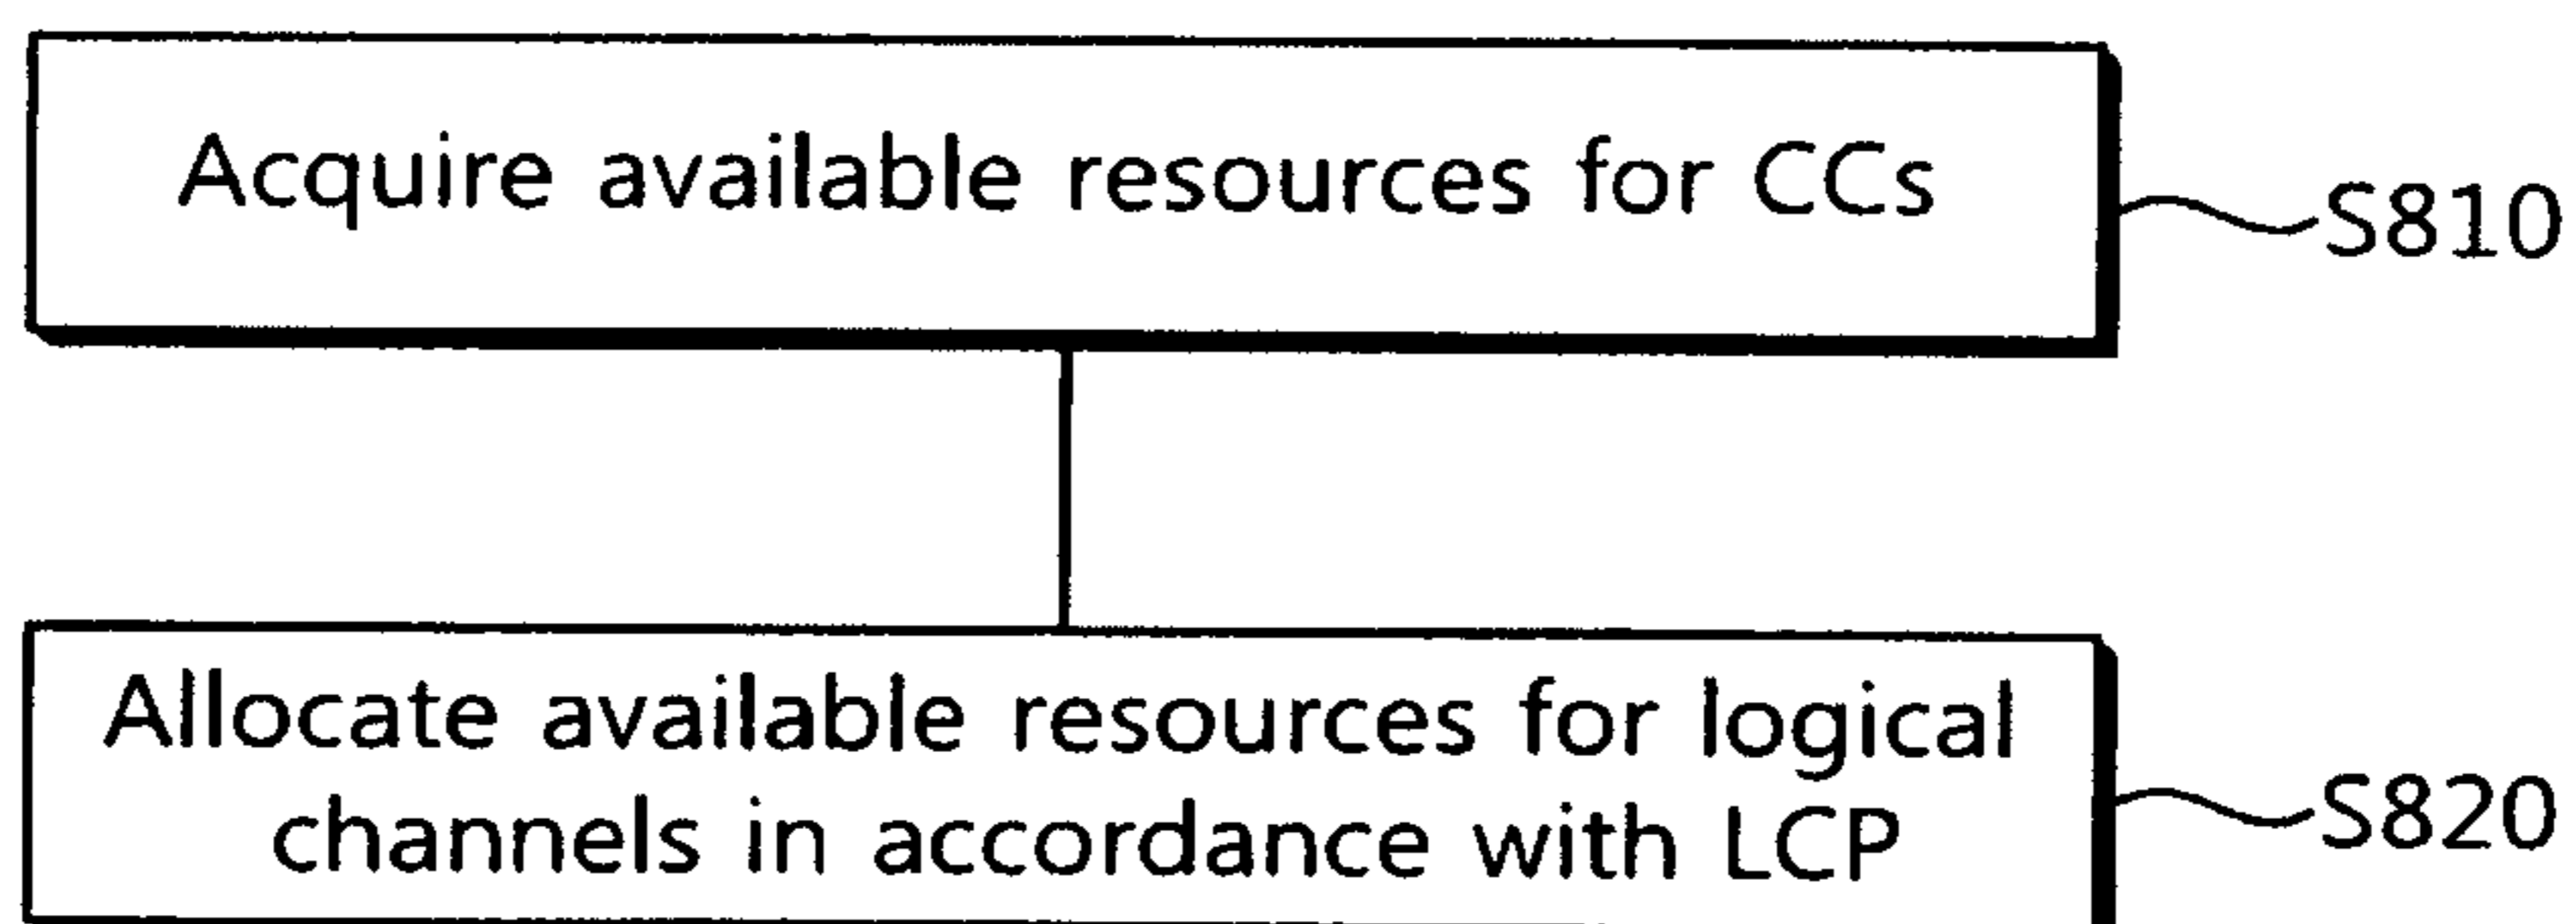 Acquire available resources for CCs
S810
Allocate available resources for logical
channels in accordance with LCP
S820